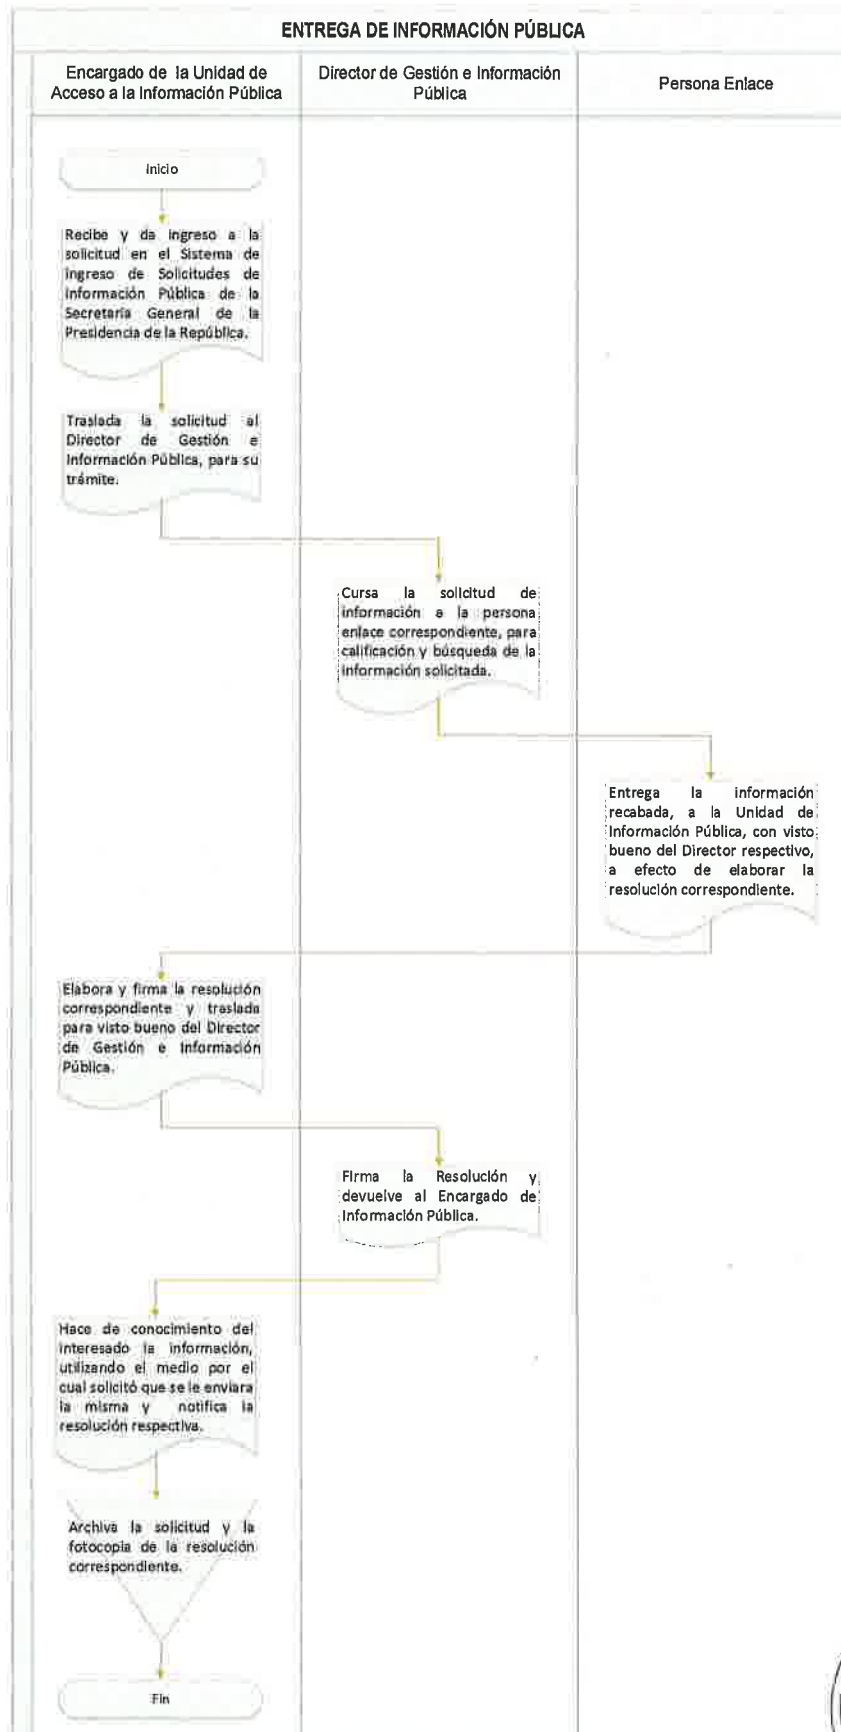 ENTREGA DE INFORMACIÓN PÚBLICA
Encargado de la Unidad de
Acceso a la Información Pública
Director de Gestión e Información
Pública
Persona Enlace
Inicio
Recibe y da ingreso a la
solicitud en el Sistema de
Ingreso de Solicitudes de
Información Pública de la
Secretaría General de la
Presidencia de la República.
Traslada la solicitud al
Director de Gestión e
Información Pública, para su
trámite.
Cursa la solicitud de
información a la persona
enlace correspondiente, para
calificación y búsqueda de la
información solicitada.
Entrega la información
recabada, a la Unidad de
Información Pública, con visto
bueno del Director respectivo,
a efecto de elaborar la
resolución correspondiente.
Elabora y firma la resolución
correspondiente y traslada
para visto bueno del Director
de Gestión e Información
Pública.
Firma la Resolución y
devuelve al Encargado de
Información Pública.
Hace de conocimiento del
interesado la información,
utilizando el medio por el
cual solicitó que se le enviara
la misma y notifica la
resolución respectiva.
Archiva la solicitud y la
fotocopia de la resolución
correspondiente.
Fin